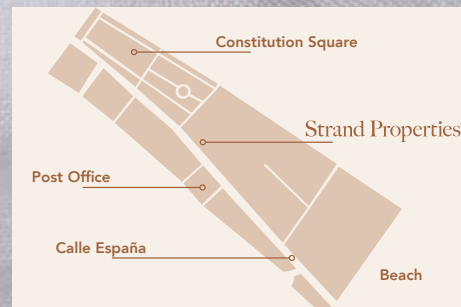 Constitution Square
Strand Properties
Post Office
Calle España
Beach